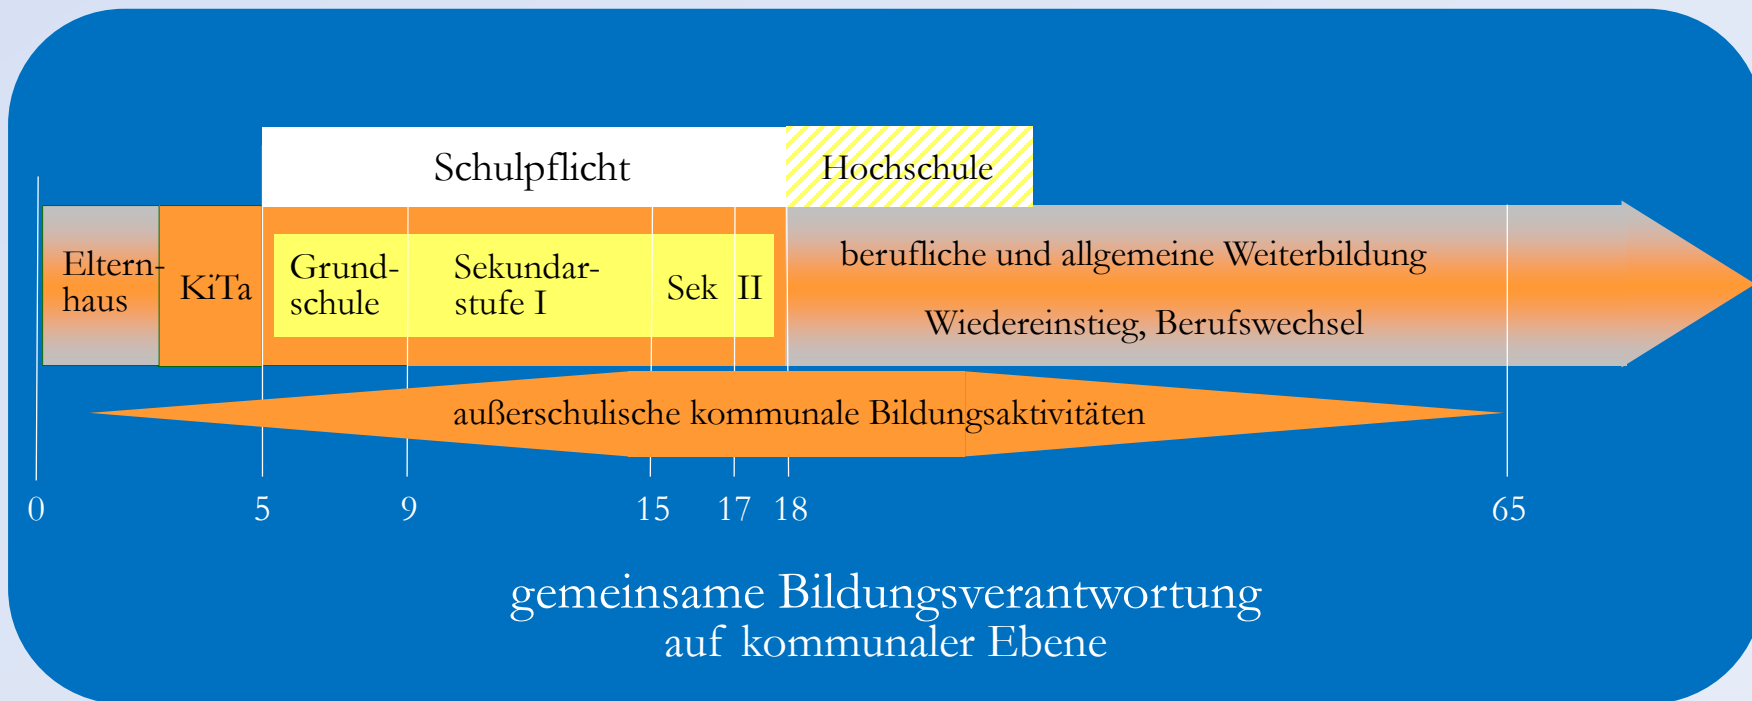 Schulpflicht
Hochschule
Eltern-
haus
KiTa
Grund-
schule
Sekundar-
stufe I
Sek II
berufliche und allgemeine Weiterbildung
Wiedereinstieg, Berufswechsel
außerschulische kommunale Bildungsaktivitäten
0 5 9 15 17 18 65
gemeinsame Bildungsverantwortung
auf kommunaler Ebene